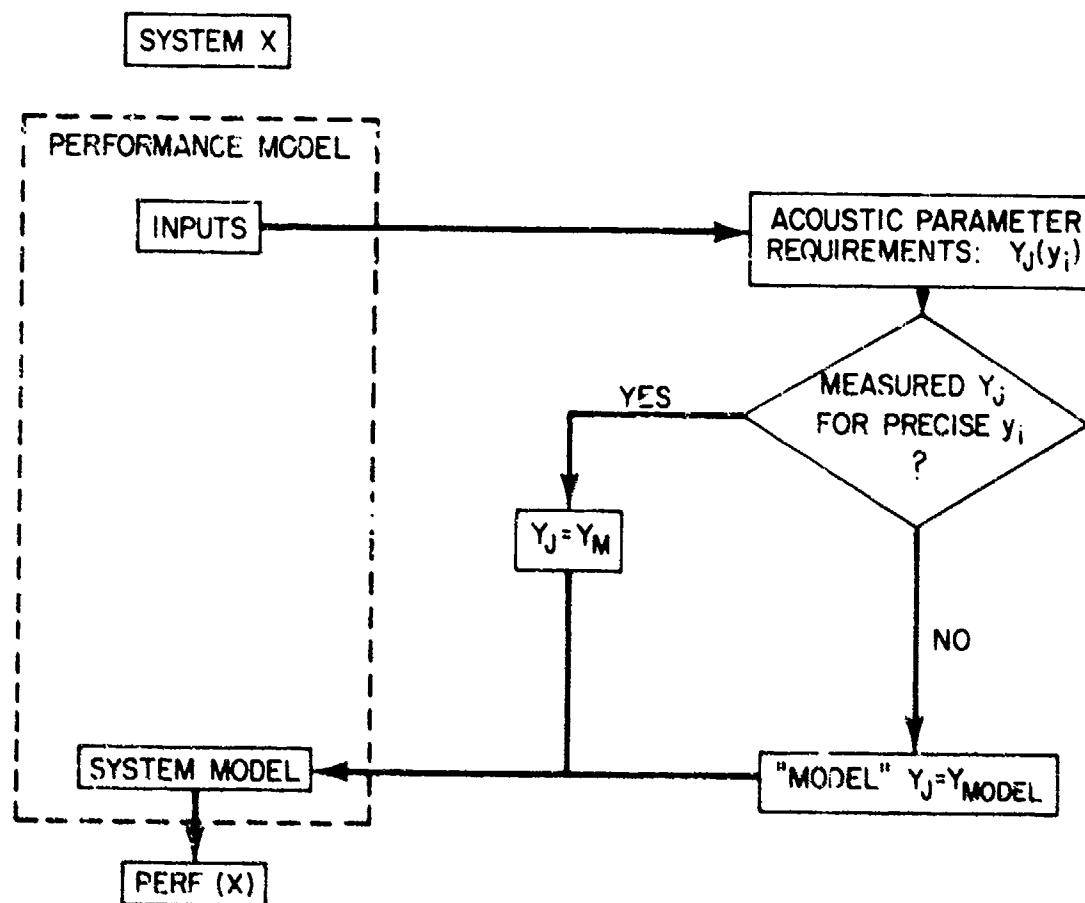 SYSTEM X
PERFORMANCE MODEL
INPUTS
ACOUSTIC PARAMETER
REQUIREMENTS: Y_J(y_i)
MEASURED Y_j
FOR PRECISE y_i
?
YES
Y_J = Y_M
NO
SYSTEM MODEL
"MODEL" Y_J = Y_MODEL
PERF (X)